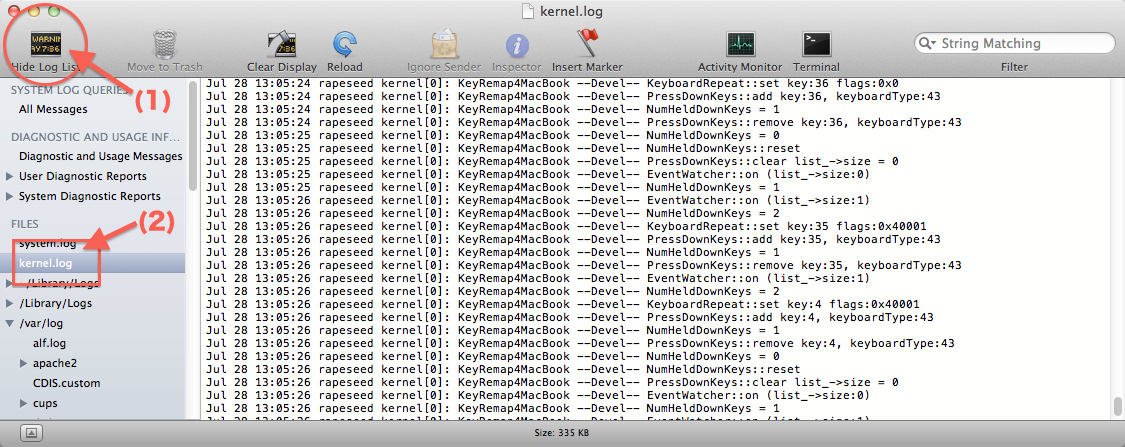 kernel.log
WARNIN
AY 7:36
7:36
Hide Log List
Move to Trash
Clear Display
Reload
Ignore Sender
Inspector
Insert Marker
Activity Monitor
Terminal
String Matching
Filter
(1)
(2)
SYSTEM LOG QUERIES
All Messages
DIAGNOSTIC AND USAGE INF...
Diagnostic and Usage Messages
User Diagnostic Reports
System Diagnostic Reports
FILES
system.log
kernel.log
~/Library/Logs
/Library/Logs
/var/log
alf.log
apache2
CDIS.custom
cups
Jul 28 13:05:24 rapeseed kernel[0]: KeyRemap4MacBook --Devel-- KeyboardRepeat::set key:36 flags:0x0
Jul 28 13:05:24 rapeseed kernel[0]: KeyRemap4MacBook --Devel-- PressDownKeys::add key:36, keyboardType:43
Jul 28 13:05:24 rapeseed kernel[0]: KeyRemap4MacBook --Devel-- NumHeldDownKeys = 1
Jul 28 13:05:24 rapeseed kernel[0]: KeyRemap4MacBook --Devel-- PressDownKeys::remove key:36, keyboardType:43
Jul 28 13:05:25 rapeseed kernel[0]: KeyRemap4MacBook --Devel-- NumHeldDownKeys = 0
Jul 28 13:05:25 rapeseed kernel[0]: KeyRemap4MacBook --Devel-- NumHeldDownKeys::reset
Jul 28 13:05:25 rapeseed kernel[0]: KeyRemap4MacBook --Devel-- PressDownKeys::clear list_->size = 0
Jul 28 13:05:25 rapeseed kernel[0]: KeyRemap4MacBook --Devel-- EventWatcher::on (list_->size:0)
Jul 28 13:05:25 rapeseed kernel[0]: KeyRemap4MacBook --Devel-- NumHeldDownKeys = 1
Jul 28 13:05:26 rapeseed kernel[0]: KeyRemap4MacBook --Devel-- EventWatcher::on (list_->size:1)
Jul 28 13:05:26 rapeseed kernel[0]: KeyRemap4MacBook --Devel-- NumHeldDownKeys = 2
Jul 28 13:05:26 rapeseed kernel[0]: KeyRemap4MacBook --Devel-- KeyboardRepeat::set key:35 flags:0x40001
Jul 28 13:05:26 rapeseed kernel[0]: KeyRemap4MacBook --Devel-- PressDownKeys::add key:35, keyboardType:43
Jul 28 13:05:26 rapeseed kernel[0]: KeyRemap4MacBook --Devel-- NumHeldDownKeys = 1
Jul 28 13:05:26 rapeseed kernel[0]: KeyRemap4MacBook --Devel-- PressDownKeys::remove key:35, keyboardType:43
Jul 28 13:05:26 rapeseed kernel[0]: KeyRemap4MacBook --Devel-- EventWatcher::on (list_->size:1)
Jul 28 13:05:26 rapeseed kernel[0]: KeyRemap4MacBook --Devel-- NumHeldDownKeys = 2
Jul 28 13:05:26 rapeseed kernel[0]: KeyRemap4MacBook --Devel-- KeyboardRepeat::set key:4 flags:0x40001
Jul 28 13:05:26 rapeseed kernel[0]: KeyRemap4MacBook --Devel-- PressDownKeys::add key:4, keyboardType:43
Jul 28 13:05:26 rapeseed kernel[0]: KeyRemap4MacBook --Devel-- NumHeldDownKeys = 1
Jul 28 13:05:26 rapeseed kernel[0]: KeyRemap4MacBook --Devel-- PressDownKeys::remove key:4, keyboardType:43
Jul 28 13:05:26 rapeseed kernel[0]: KeyRemap4MacBook --Devel-- NumHeldDownKeys = 0
Jul 28 13:05:26 rapeseed kernel[0]: KeyRemap4MacBook --Devel-- NumHeldDownKeys::reset
Jul 28 13:05:26 rapeseed kernel[0]: KeyRemap4MacBook --Devel-- PressDownKeys::clear list_->size = 0
Jul 28 13:05:26 rapeseed kernel[0]: KeyRemap4MacBook --Devel-- EventWatcher::on (list_->size:0)
Jul 28 13:05:26 rapeseed kernel[0]: KeyRemap4MacBook --Devel-- NumHeldDownKeys = 1
Jul 28 13:05:26 rapeseed kernel[0]: KeyRemap4MacBook --Devel-- EventWatcher::on (list_->size:1)
Size: 335 KB